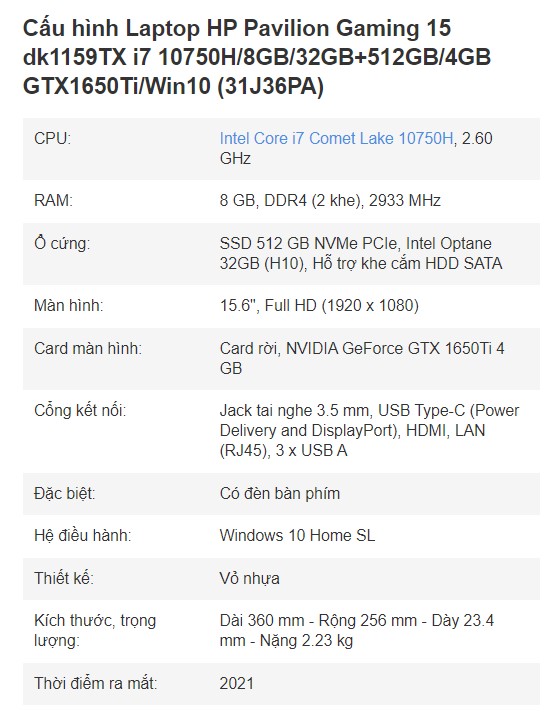 Cấu hình Laptop HP Pavilion Gaming 15
dk1159TX i7 10750H/8GB/32GB+512GB/4GB
GTX1650Ti/Win10 (31J36PA)
CPU:
Intel Core i7 Comet Lake 10750H, 2.60
GHz
RAM:
8 GB, DDR4 (2 khe), 2933 MHz
Ổ cứng:
SSD 512 GB NVMe PCIe, Intel Optane
32GB (H10), Hỗ trợ khe cắm HDD SATA
Màn hình:
15.6", Full HD (1920 x 1080)
Card màn hình:
Card rời, NVIDIA GeForce GTX 1650Ti 4
GB
Cổng kết nối:
Jack tai nghe 3.5 mm, USB Type-C (Power
Delivery and DisplayPort), HDMI, LAN
(RJ45), 3 x USB A
Đặc biệt:
Có đèn bàn phím
Hệ điều hành:
Windows 10 Home SL
Thiết kế:
Vỏ nhựa
Kích thước, trọng
lượng:
Dài 360 mm - Rộng 256 mm - Dày 23.4
mm - Nặng 2.23 kg
Thời điểm ra mắt:
2021